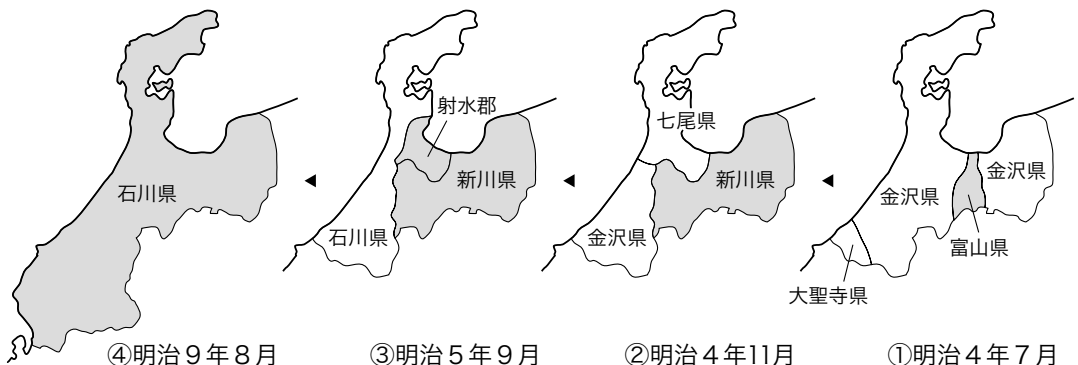 石川県
④明治９年８月
射水郡
新川県
石川県
③明治５年９月
七尾県
新川県
金沢県
②明治４年11月
金沢県
金沢県
富山県
大聖寺県
①明治４年７月